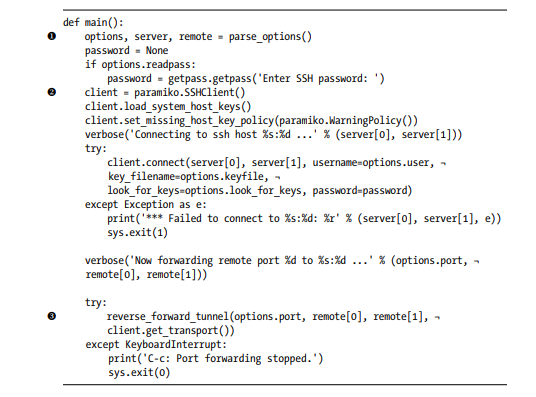 def main():
❶ options, server, remote = parse_options()
password = None
if options.readpass:
password = getpass.getpass('Enter SSH password: ')
❷ client = paramiko.SSHClient()
client.load_system_host_keys()
client.set_missing_host_key_policy(paramiko.WarningPolicy())
verbose('Connecting to ssh host %s:%d ...' % (server[0], server[1]))
try:
client.connect(server[0], server[1], username=options.user, ¬
key_filename=options.keyfile, ¬
look_for_keys=options.look_for_keys, password=password)
except Exception as e:
print('*** Failed to connect to %s:%d: %r' % (server[0], server[1], e))
sys.exit(1)
verbose('Now forwarding remote port %d to %s:%d ...' % (options.port, ¬
remote[0], remote[1]))
try:
❸ reverse_forward_tunnel(options.port, remote[0], remote[1], ¬
client.get_transport())
except KeyboardInterrupt:
print('C-c: Port forwarding stopped.')
sys.exit(0)